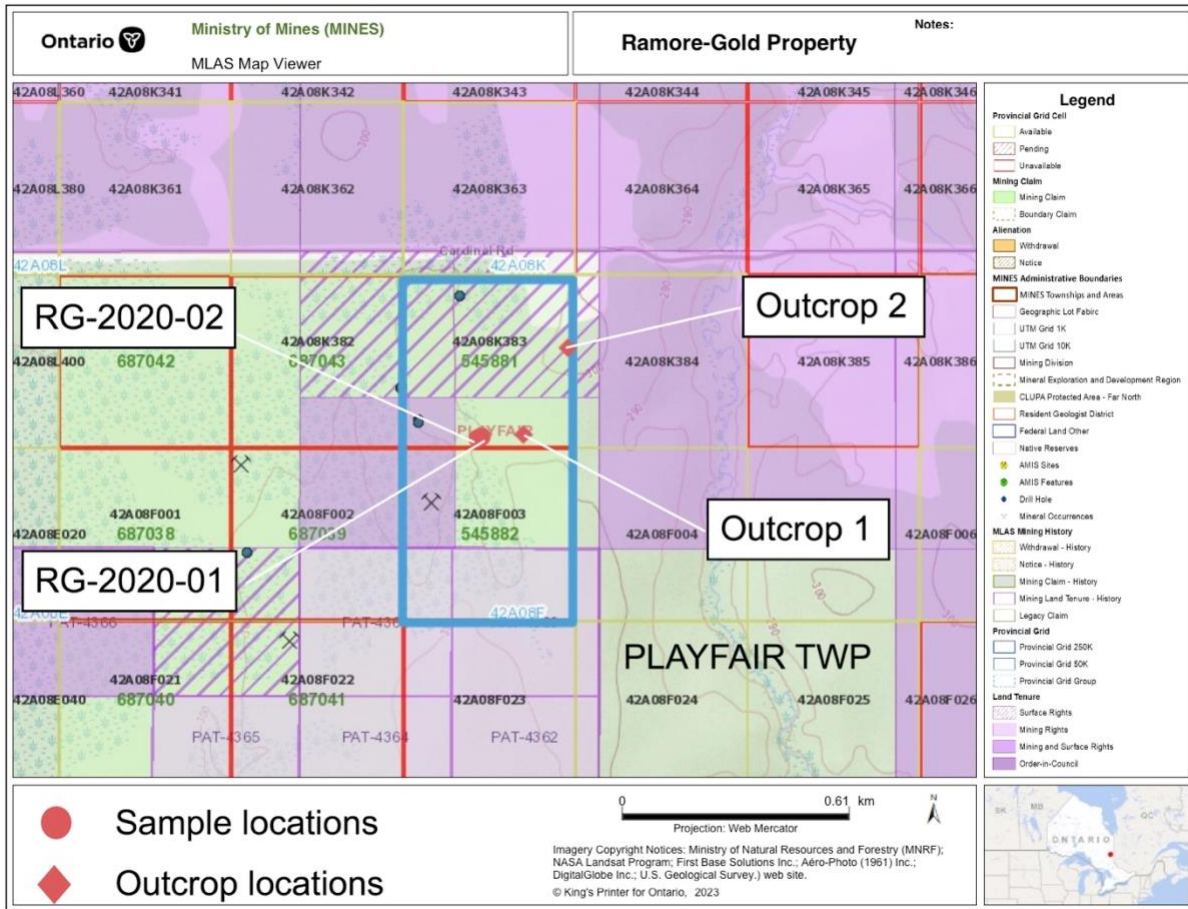 Ontario
Ministry of Mines (MINES)
MLAS Map Viewer
Ramore-Gold Property
Notes:
42A08L360 42A08K341 42A08K342 42A08K343 42A08K344 42A08K345 42A08K346
300
42A08L380 42A08K361 42A08K362 42A08K363 42A08K364 42A08K365 42A08K366
290
Cardinal Rd
42A08L 42A08K
RG-2020-02
Outcrop 2
42A08L400 687042 42A08K382 687043 42A08K383 545881 42A08K384 42A08K385 42A08K386
300
290
PLAYFAIR
42A08E020 42A08F001 687038 42A08F002 687039 42A08F003 545882 42A08F004 42A08F006
Outcrop 1
RG-2020-01
300
42A08E 42A08F
PAT-4366
290
PLAYFAIR TWP
42A08E040 42A08F021 687040 42A08F022 687041 42A08F023 42A08F024 42A08F025 42A08F026
PAT-4365 PAT-4364 PAT-4362
Legend
Provincial Grid Cell
Available
Pending
Unavailable
Mining Claim
Mining Claim
Boundary Claim
Alienation
Withdrawal
Notice
MINES Administrative Boundaries
MINES Townships and Areas
Geographic Lot Fabirc
UTM Grid 1K
UTM Grid 10K
Mining Division
Mineral Exploration and Development Region
CLUPA Protected Area - Far North
Resident Geologist District
Federal Land Other
Native Reserves
AMIS Sites
AMIS Features
Drill Hole
Mineral Occurrences
MLAS Mining History
Withdrawal - History
Notice - History
Mining Claim - History
Mining Land Tenure - History
Legacy Claim
Provincial Grid
Provincial Grid 250K
Provincial Grid 50K
Provincial Grid Group
Land Tenure
Surface Rights
Mining Rights
Mining and Surface Rights
Order-in-Council
Sample locations
Outcrop locations
0 0.61 km
Projection: Web Mercator
N
Imagery Copyright Notices: Ministry of Natural Resources and Forestry (MNRF);
NASA Landsat Program; First Base Solutions Inc.; Aéro-Photo (1961) Inc.;
DigitalGlobe Inc.; U.S. Geological Survey.) web site.
© King's Printer for Ontario, 2023
SK MB ONTARIO QC